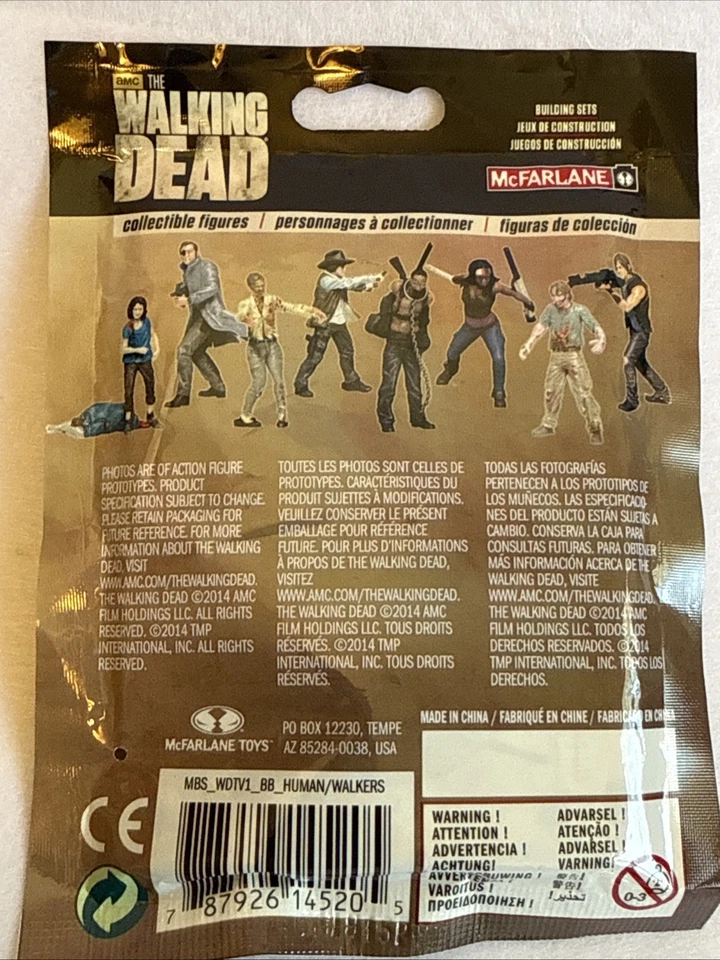 AMC THE
WALKING
DEAD
BUILDING SETS
JEUX DE CONSTRUCTION
JUEGOS DE CONSTRUCCIÓN
McFARLANE
collectible figures | personnages à collectionner | figuras de colección
PHOTOS ARE OF ACTION FIGURE
PROTOTYPES. PRODUCT
SPECIFICATION SUBJECT TO CHANGE.
PLEASE RETAIN PACKAGING FOR
FUTURE REFERENCE. FOR MORE
INFORMATION ABOUT THE WALKING
DEAD, VISIT
WWW.AMC.COM/THEWALKINGDEAD.
THE WALKING DEAD ©2014 AMC
FILM HOLDINGS LLC. ALL RIGHTS
RESERVED. ©2014 TMP
INTERNATIONAL, INC. ALL RIGHTS
RESERVED.
TOUTES LES PHOTOS SONT CELLES DE
PROTOTYPES. CARACTÉRISTIQUES DU
PRODUIT SUJETTES À MODIFICATIONS.
VEUILLEZ CONSERVER LE PRÉSENT
EMBALLAGE POUR RÉFÉRENCE
FUTURE. POUR PLUS D'INFORMATIONS
À PROPOS DE THE WALKING DEAD,
VISITEZ
WWW.AMC.COM/THEWALKINGDEAD.
THE WALKING DEAD ©2014 AMC
FILM HOLDINGS LLC. TOUS DROITS
RÉSERVÉS. ©2014 TMP
INTERNATIONAL, INC. TOUS DROITS
RÉSERVÉS.
TODAS LAS FOTOGRAFÍAS
PERTENECEN A LOS PROTOTIPOS DE
LOS MUÑECOS. LAS ESPECIFICACIO
NES DEL PRODUCTO ESTÁN SUJETAS A
CAMBIO. CONSERVA LA CAJA PARA
CONSULTAS FUTURAS. PARA OBTENER
MÁS INFORMACIÓN ACERCA DE THE
WALKING DEAD, VISITE
WWW.AMC.COM/THEWALKINGDEAD.
THE WALKING DEAD ©2014 AMC
FILM HOLDINGS LLC. TODOS LOS
DERECHOS RESERVADOS. ©2014
TMP INTERNATIONAL, INC. TODOS LOS
DERECHOS.
McFARLANE TOYS™
PO BOX 12230, TEMPE
AZ 85284-0038, USA
MADE IN CHINA / FABRIQUÉ EN CHINE / FABRICADO EN CHINA
MBS_WDTV1_BB_HUMAN/WALKERS
CE
7 87926 14520 5
WARNING !
ATTENTION !
ADVERTENCIA !
ACHTUNG!
AVVERTENZA
VAROITUS !
ΠΡΟΕΙΔΟΠΟΙΗΣΗ !
ADVARSEL !
ATENÇÃO !
ADVARSEL !
VARNING!
警告!
تحذير!
0-3